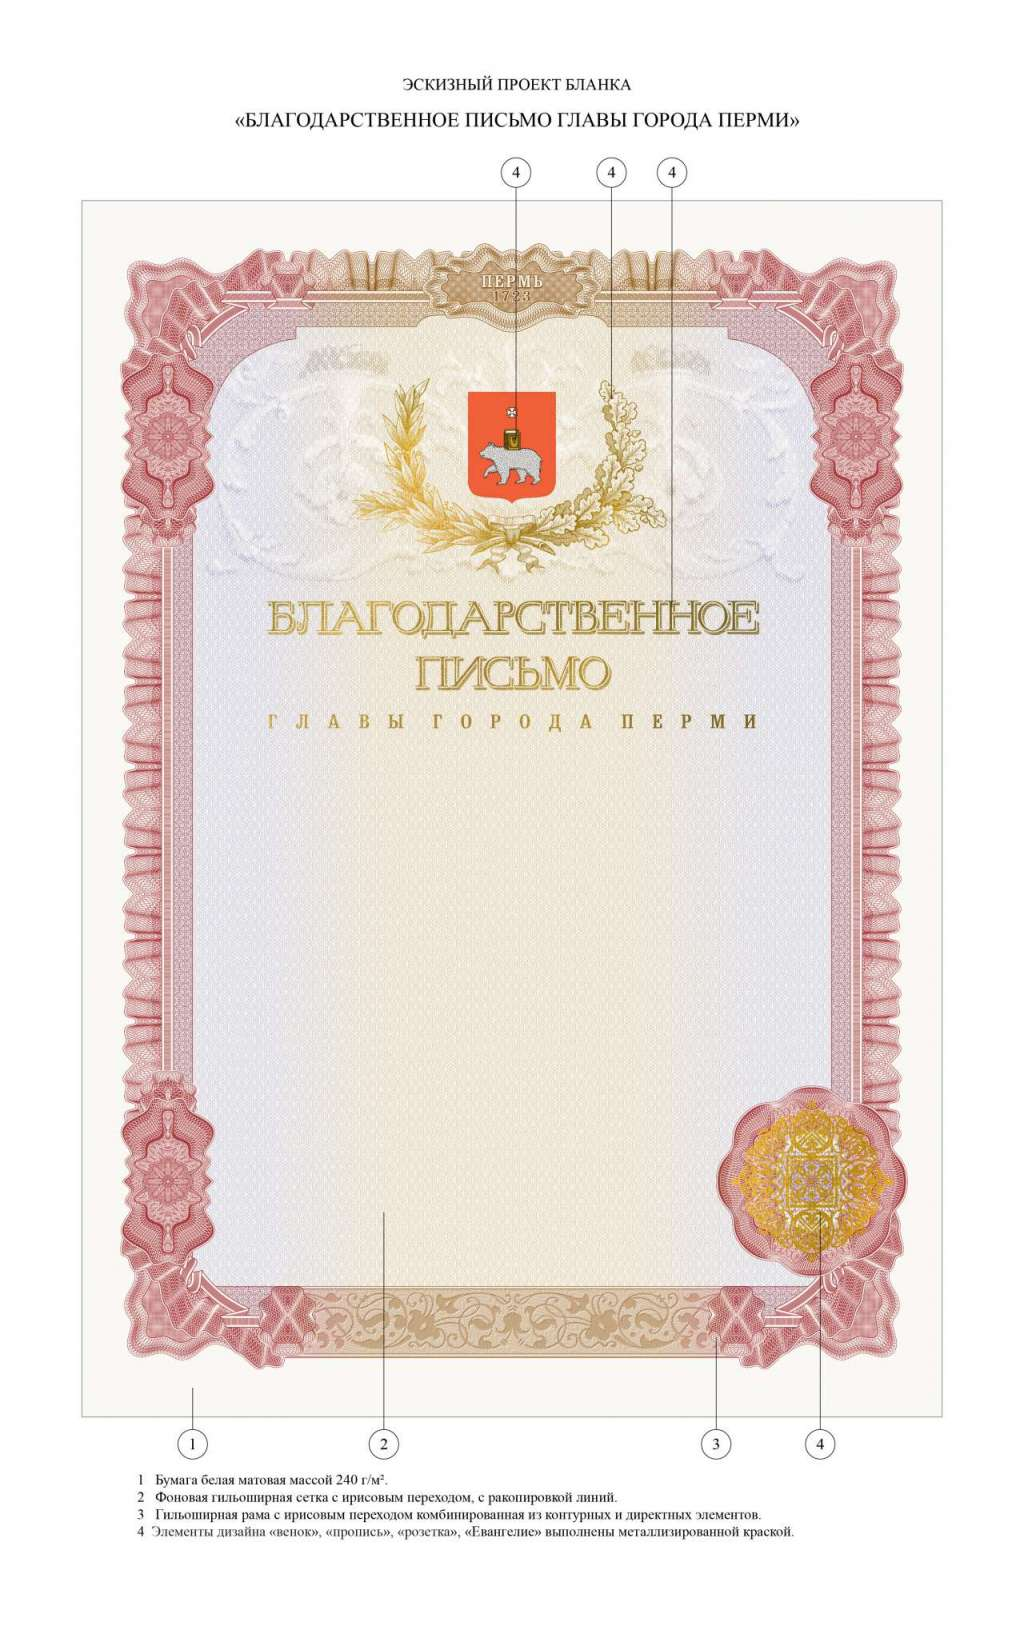 ЭСКИЗНЫЙ ПРОЕКТ БЛАНКА
«БЛАГОДАРСТВЕННОЕ ПИСЬМО ГЛАВЫ ГОРОДА ПЕРМИ»
4 4 4
ПЕРМЬ
1723
БЛАГОДАРСТВЕННОЕ
ПИСЬМО
ГЛАВЫ ГОРОДА ПЕРМИ
1 2 3 4
1 Бумага белая матовая массой 240 г/м².
2 Фоновая гильоширная сетка с ирисовым переходом, с ракопировкой линий.
3 Гильоширная рама с ирисовым переходом комбинированная из контурных и директных элементов.
4 Элементы дизайна «венок», «пропись», «розетка», «Евангелие» выполнены металлизированной краской.